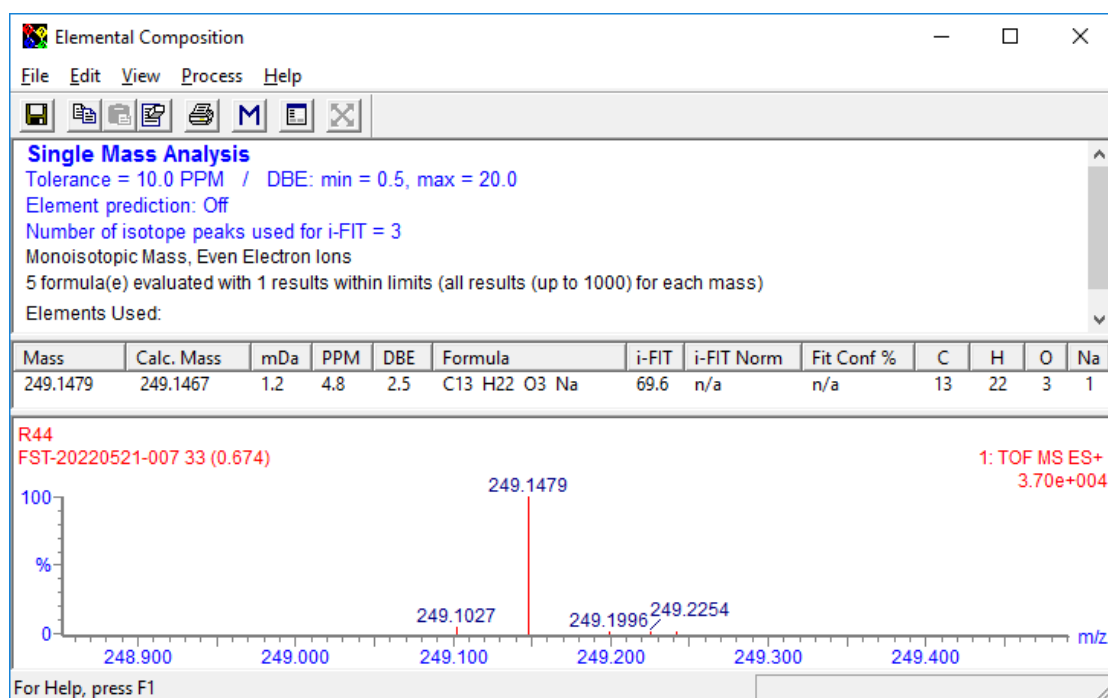 Elemental Composition
File Edit View Process Help
M
Single Mass Analysis
Tolerance = 10.0 PPM / DBE: min = 0.5, max = 20.0
Element prediction: Off
Number of isotope peaks used for i-FIT = 3
Monoisotopic Mass, Even Electron Ions
5 formula(e) evaluated with 1 results within limits (all results (up to 1000) for each mass)
Elements Used:
Mass Calc. Mass mDa PPM DBE Formula i-FIT i-FIT Norm Fit Conf % C H O Na
249.1479 249.1467 1.2 4.8 2.5 C13 H22 O3 Na 69.6 n/a n/a 13 22 3 1
R44
FST-20220521-007 33 (0.674) 1: TOF MS ES+
3.70e+004
249.1479
100
%
249.1027 249.1996 249.2254
0
248.900 249.000 249.100 249.200 249.300 249.400 m/z
For Help, press F1